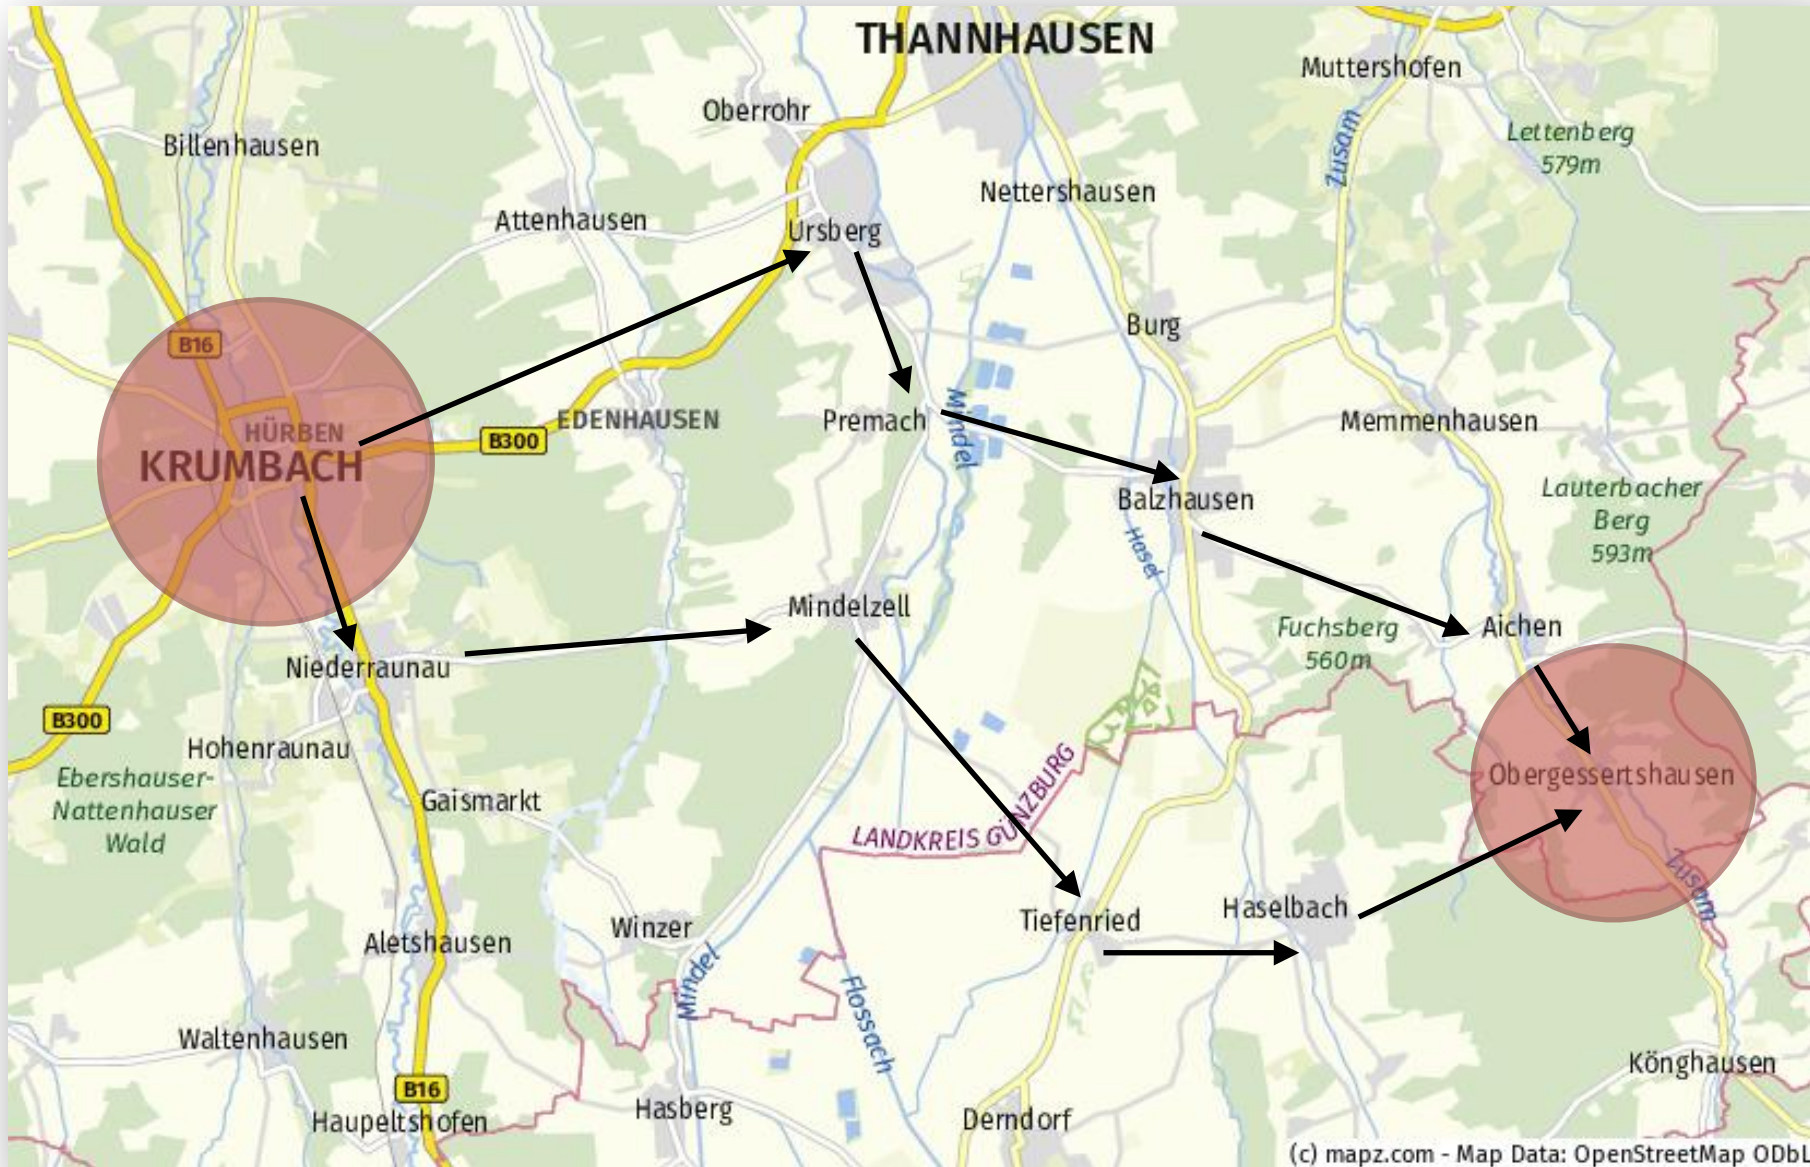 THANNHAUSEN
Muttershofen
Oberrohr
Billenhausen
Lettenberg
579m
Zusam
Nettershausen
Attenhausen
Ursberg
Burg
B16
HÜRBEN
KRUMBACH
B300
EDENHAUSEN
Premach
Mindel
Memmenhausen
Balzhausen
Lauterbacher
Berg
593m
Hasel
Mindelzell
Fuchsberg
560m
Aichen
Niederraunau
B300
Hohenraunau
Ebershauser-
Nattenhauser
Wald
Gaismarkt
LANDKREIS GÜNZBURG
Obergessertshausen
Zusam
Haselbach
Tiefenried
Winzer
Aletshausen
Mindel
Flossach
Waltenhausen
Könghausen
B16
Haupeltshofen
Hasberg
Derndorf
(c) mapz.com - Map Data: OpenStreetMap ODbL